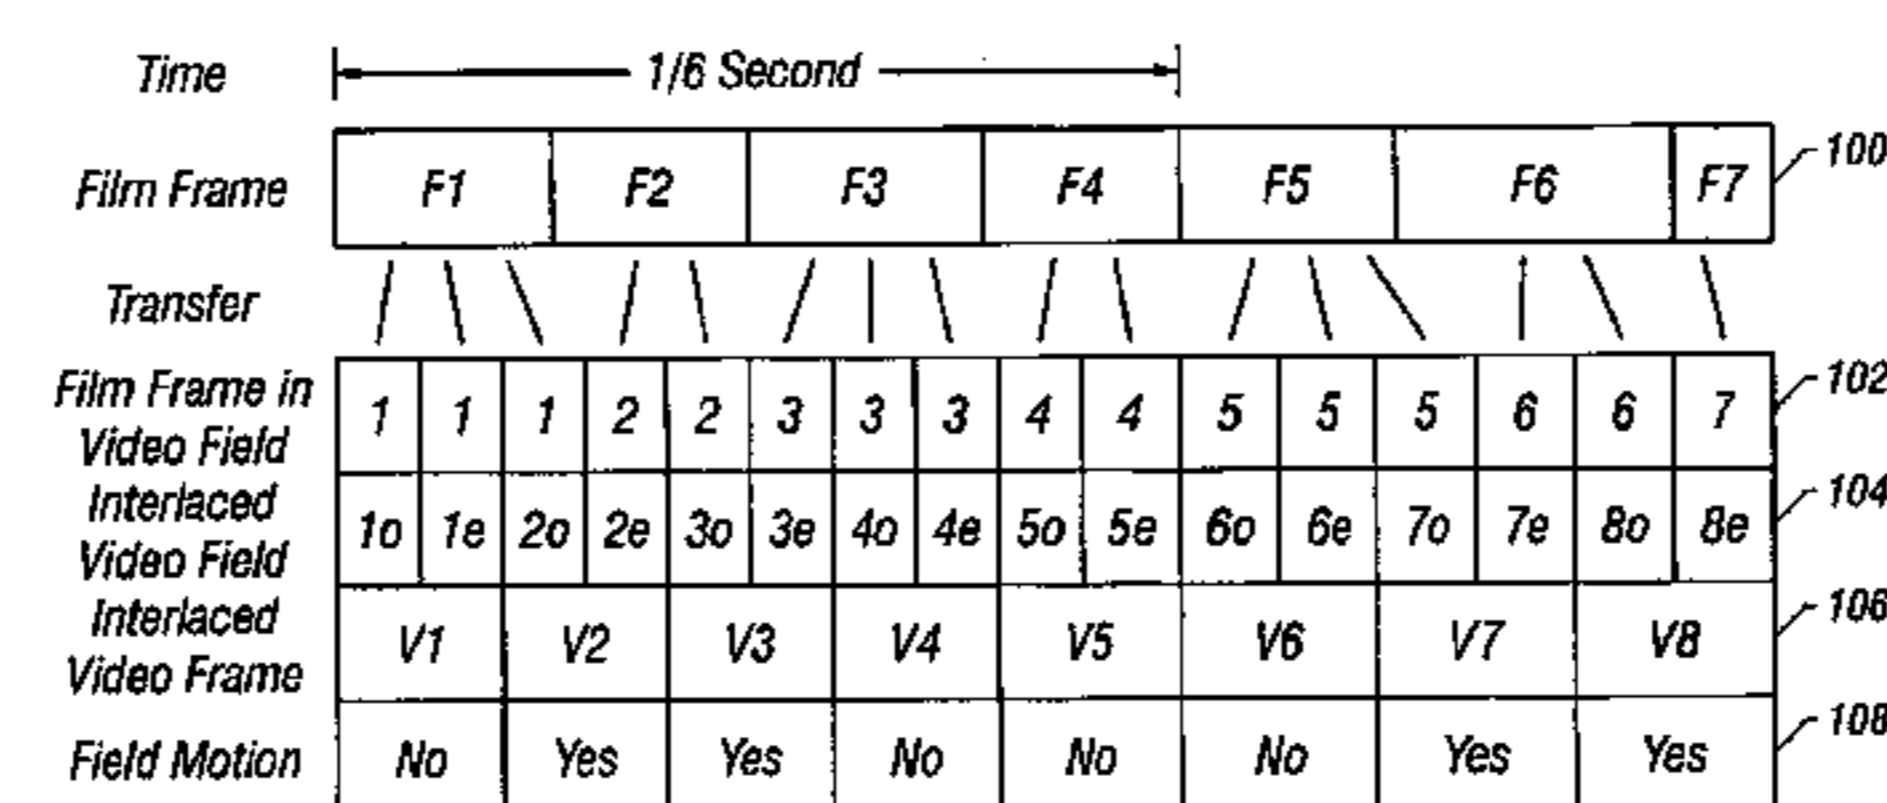 Time 1/6 Second
Film Frame F1 F2 F3 F4 F5 F6 F7 100
Transfer
Film Frame in
Video Field 1 1 1 2 2 3 3 3 4 4 5 5 5 6 6 7 102
Interlaced
Video Field 1o 1e 2o 2e 3o 3e 4o 4e 5o 5e 6o 6e 7o 7e 8o 8e 104
Interlaced
Video Frame V1 V2 V3 V4 V5 V6 V7 V8 106
Field Motion No Yes Yes No No No Yes Yes 108